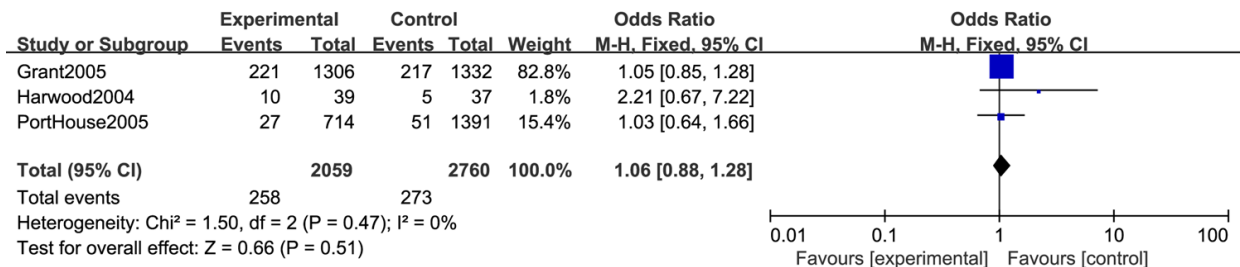 Experimental Control Odds Ratio Odds Ratio
Study or Subgroup Events Total Events Total Weight M-H, Fixed, 95% CI M-H, Fixed, 95% CI
Grant2005 221 1306 217 1332 82.8% 1.05 [0.85, 1.28]
Harwood2004 10 39 5 37 1.8% 2.21 [0.67, 7.22]
PortHouse2005 27 714 51 1391 15.4% 1.03 [0.64, 1.66]
Total (95% CI) 2059 2760 100.0% 1.06 [0.88, 1.28]
Total events 258 273
Heterogeneity: Chi² = 1.50, df = 2 (P = 0.47); I² = 0%
Test for overall effect: Z = 0.66 (P = 0.51)
0.01 0.1 1 10 100
Favours [experimental] Favours [control]